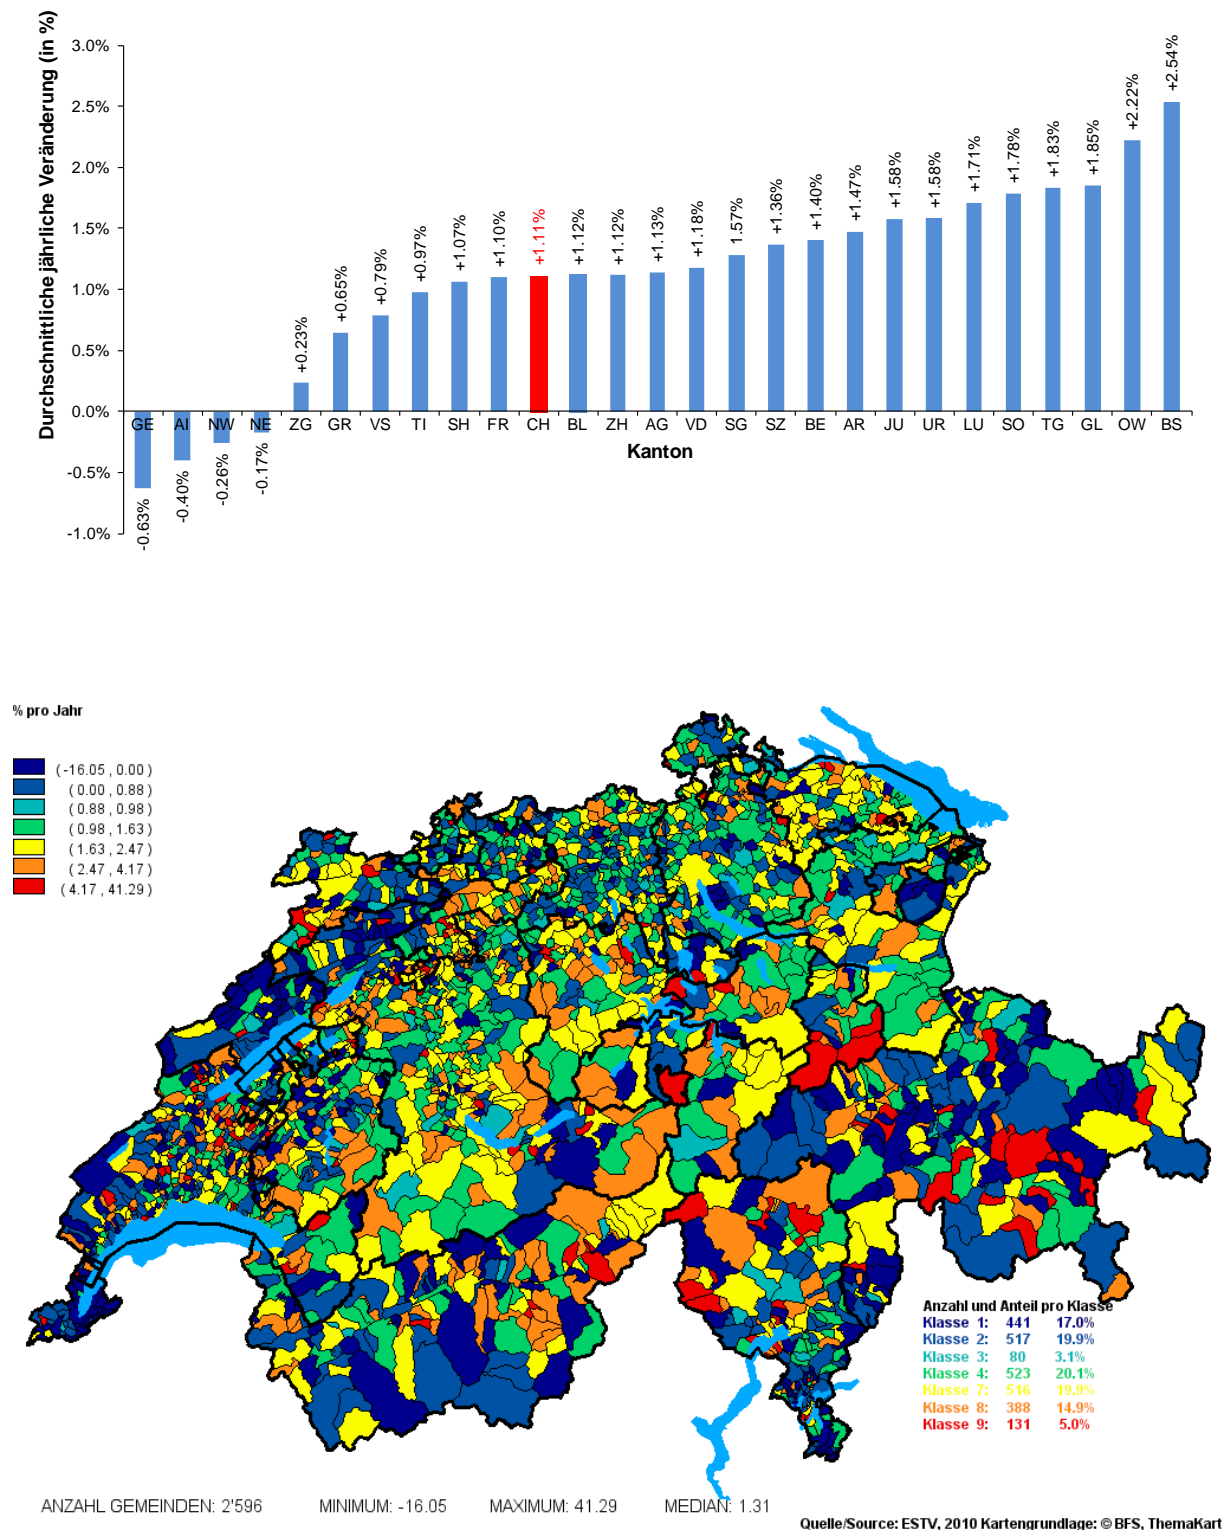 Durchschnittliche jährliche Veränderung (in %)
3.0%
2.5%
2.0%
1.5%
1.0%
0.5%
0.0%
-0.5%
-1.0%
-0.63%
-0.40%
-0.26%
-0.17%
+0.23%
+0.65%
+0.79%
+0.97%
+1.07%
+1.10%
+1.11%
+1.12%
+1.12%
+1.13%
+1.18%
1.57%
+1.36%
+1.40%
+1.47%
+1.58%
+1.58%
+1.71%
+1.78%
+1.83%
+1.85%
+2.22%
+2.54%
GE AI NW NE ZG GR VS TI SH FR CH BL ZH AG VD SG SZ BE AR JU UR LU SO TG GL OW BS
Kanton
% pro Jahr
( -16.05 , 0.00 )
( 0.00 , 0.88 )
( 0.88 , 0.98 )
( 0.98 , 1.63 )
( 1.63 , 2.47 )
( 2.47 , 4.17 )
( 4.17 , 41.29 )
Anzahl und Anteil pro Klasse
Klasse 1: 441 17.0%
Klasse 2: 517 19.9%
Klasse 3: 80 3.1%
Klasse 4: 523 20.1%
Klasse 7: 516 19.9%
Klasse 8: 388 14.9%
Klasse 9: 131 5.0%
ANZAHL GEMEINDEN: 2'596 MINIMUM: -16.05 MAXIMUM: 41.29 MEDIAN: 1.31
Quelle/Source: ESTV, 2010 Kartengrundlage: © BFS, ThemaKart